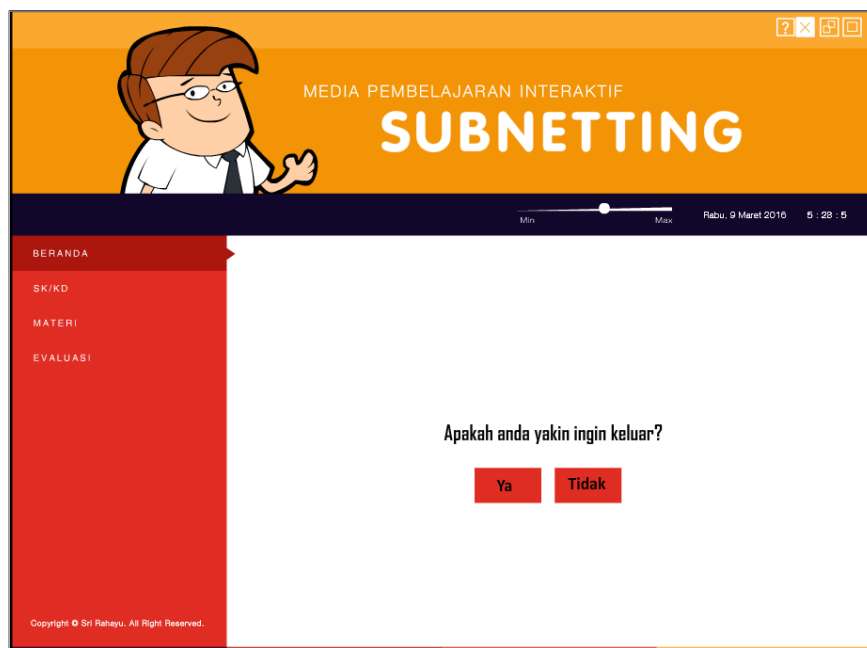 ?
MEDIA PEMBELAJARAN INTERAKTIF
SUBNETTING
Min
Max
Rabu, 9 Maret 2016
5 : 28 : 5
BERANDA
SK/KD
MATERI
EVALUASI
Apakah anda yakin ingin keluar?
Ya
Tidak
Copyright © Sri Rahayu. All Right Reserved.